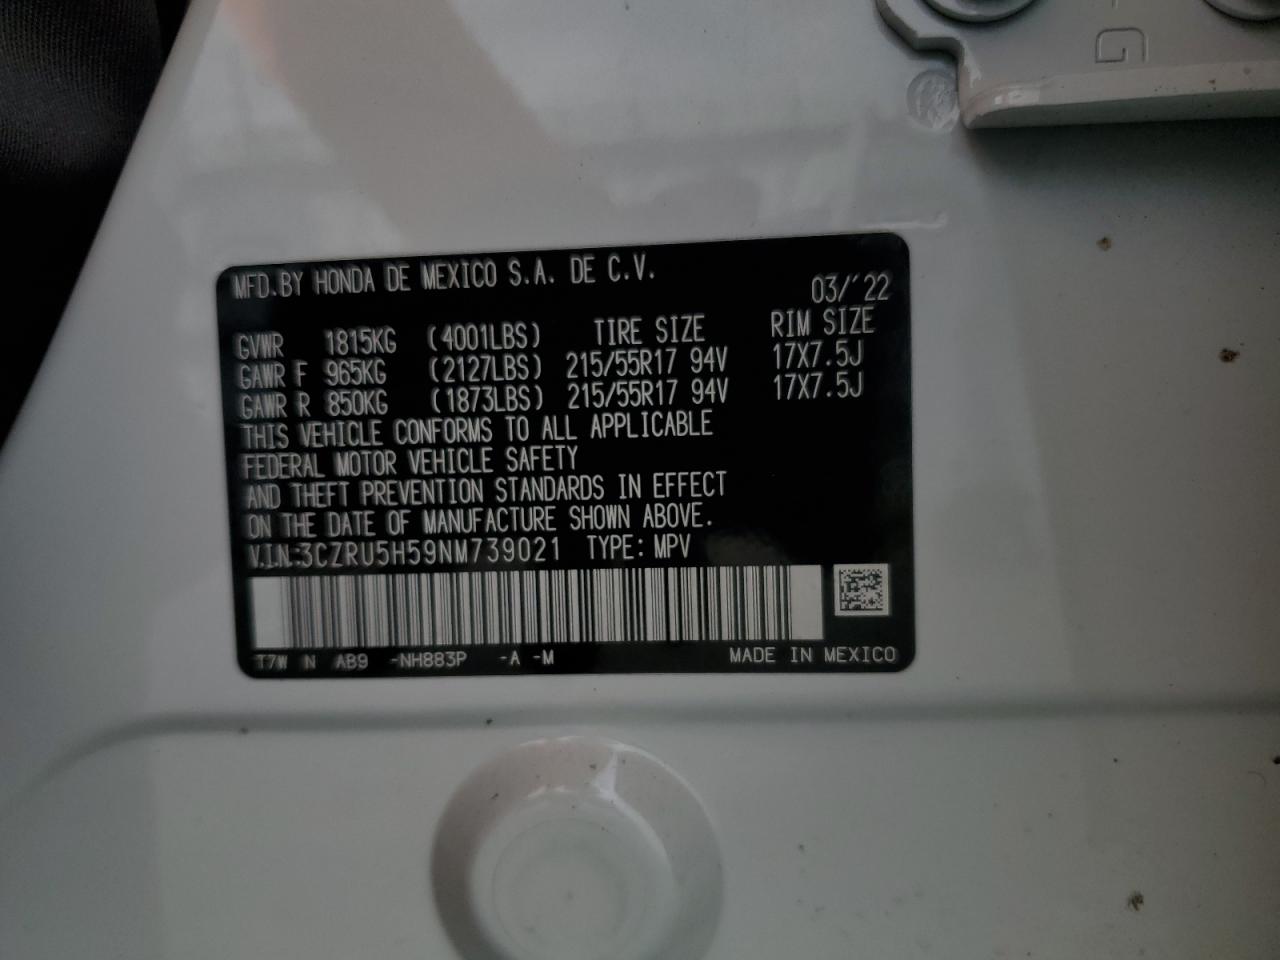 G
MFD.BY HONDA DE MEXICO S.A. DE C.V.
03/'22
GVWR 1815KG (4001LBS) TIRE SIZE RIM SIZE
GAWR F 965KG (2127LBS) 215/55R17 94V 17X7.5J
GAWR R 850KG (1873LBS) 215/55R17 94V 17X7.5J
THIS VEHICLE CONFORMS TO ALL APPLICABLE
FEDERAL MOTOR VEHICLE SAFETY
AND THEFT PREVENTION STANDARDS IN EFFECT
ON THE DATE OF MANUFACTURE SHOWN ABOVE.
V.I.N.:3CZRU5H59NM739021 TYPE: MPV
T7W N AB9 -NH883P -A -M MADE IN MEXICO